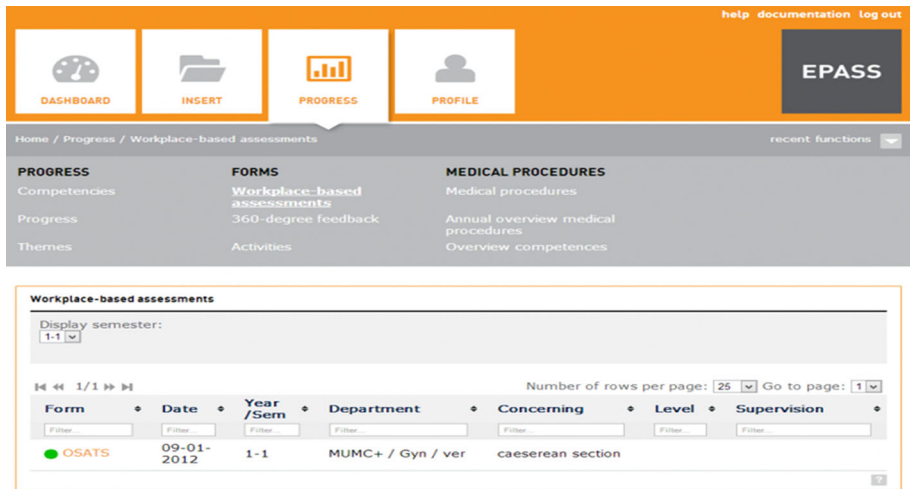 help documentation log out
DASHBOARD INSERT PROGRESS PROFILE EPASS
Home / Progress / Workplace-based assessments recent functions
PROGRESS FORMS MEDICAL PROCEDURES
Competencies Workplace-based assessments Medical procedures
Progress 360-degree feedback Annual overview medical procedures
Themes Activities Overview competences
Workplace-based assessments
Display semester:
1-1
1/1 Number of rows per page: 25 Go to page: 1
Form Date Year /Sem Department Concerning Level Supervision
Filter... Filter... Filter... Filter... Filter... Filter... Filter...
OSATS 09-01-2012 1-1 MUMC+ / Gyn / ver caeserean section
?